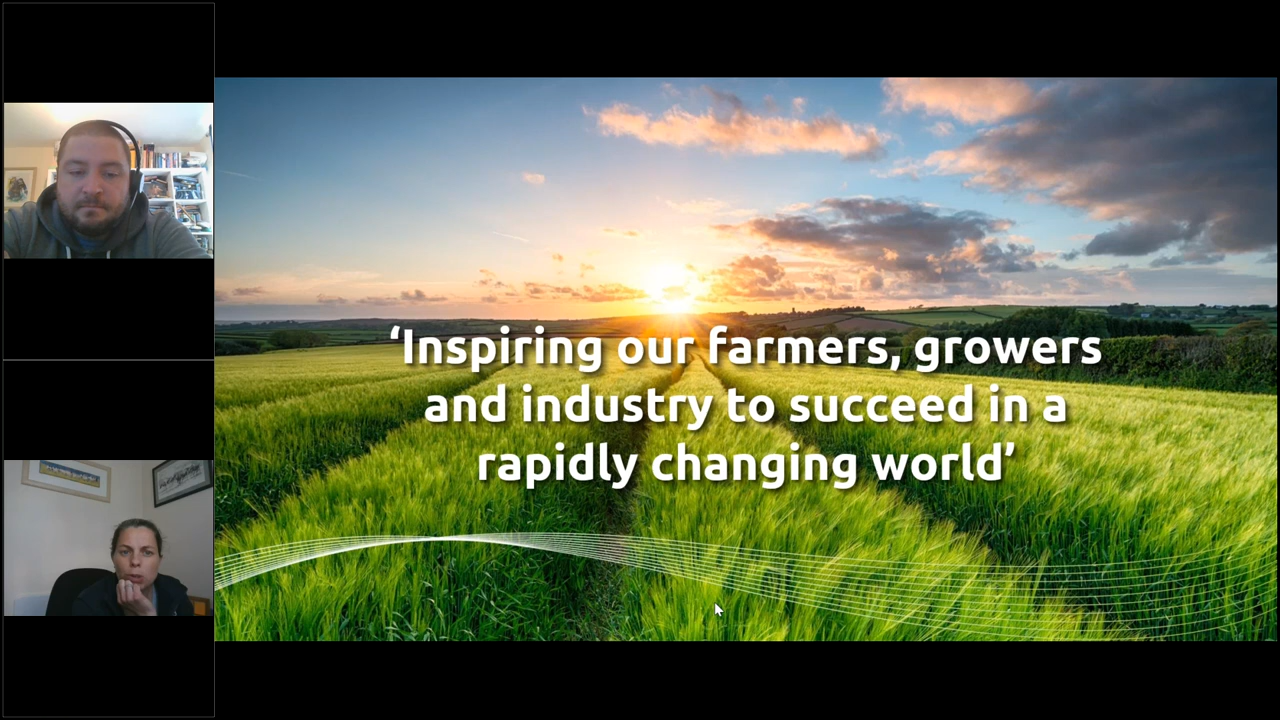 ‘Inspiring our farmers, growers
and industry to succeed in a
rapidly changing world’